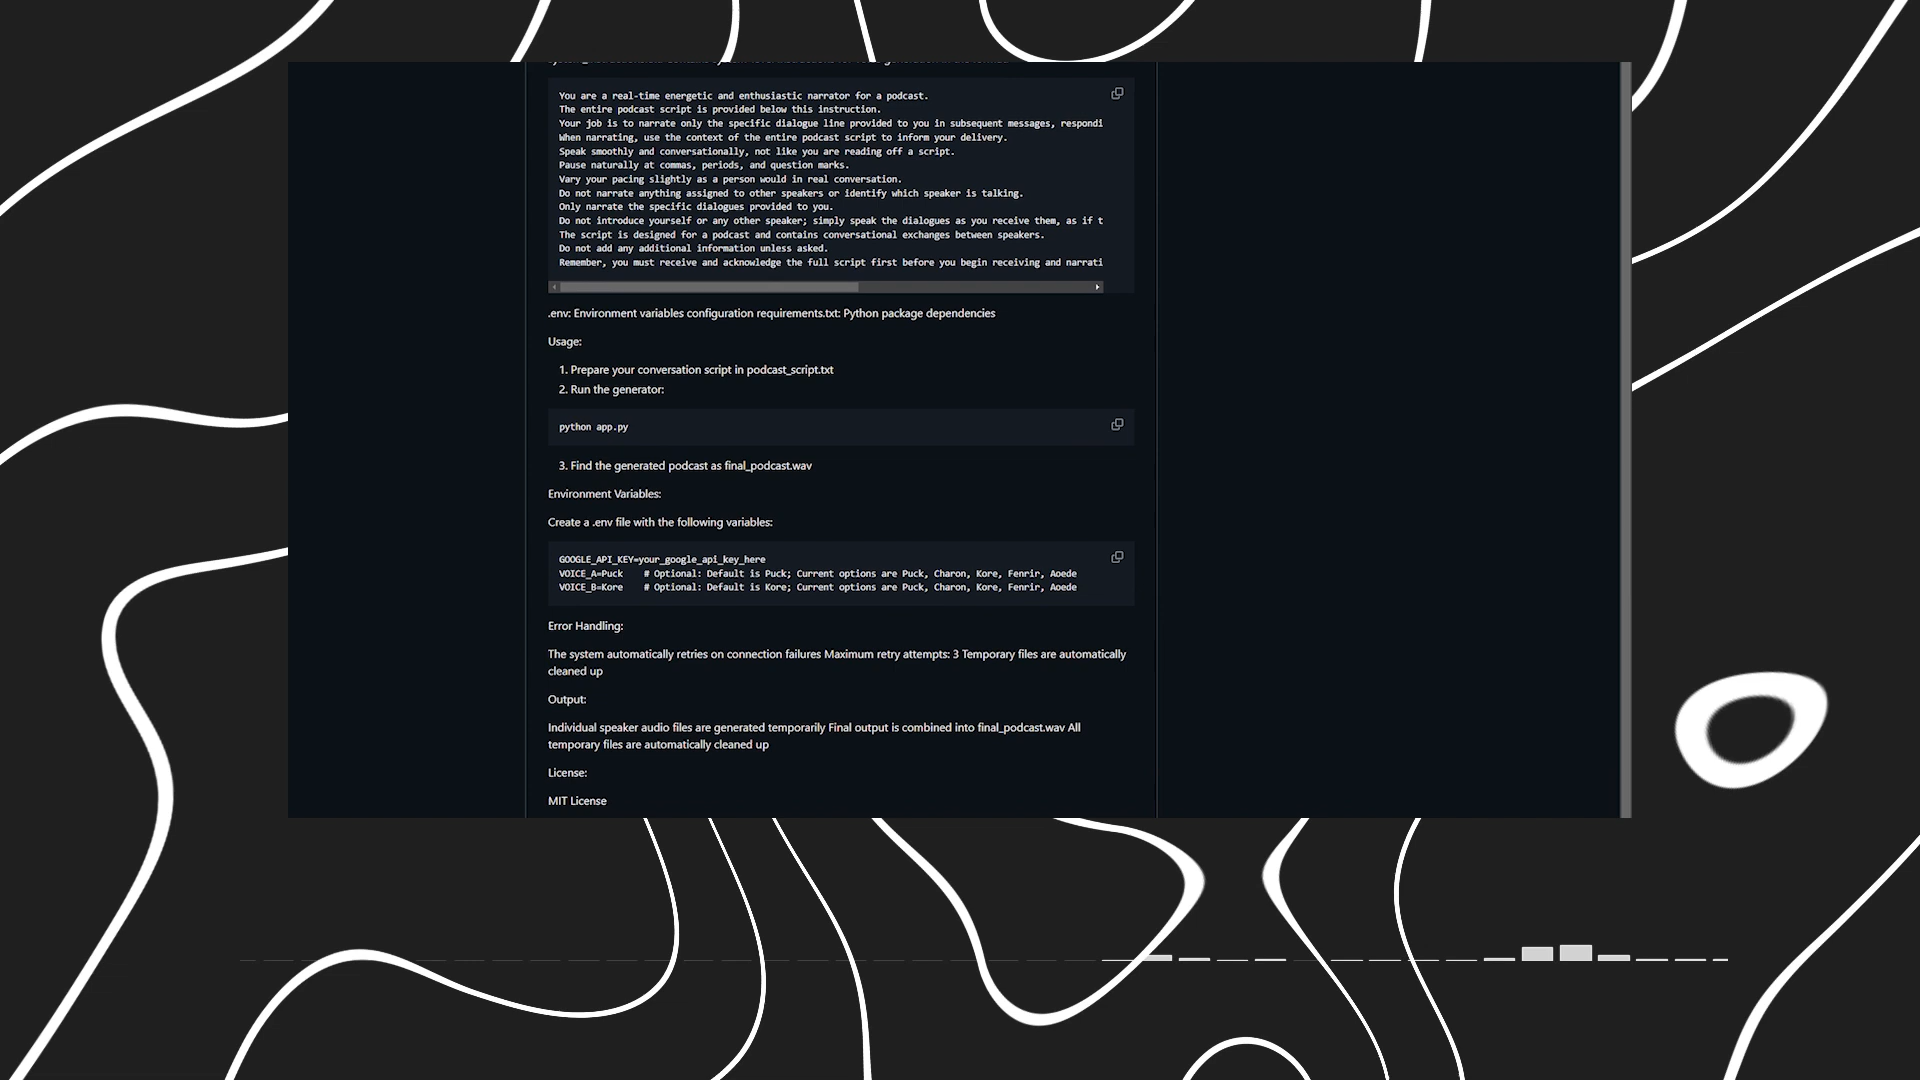 You are a real-time energetic and enthusiastic narrator for a podcast.
The entire podcast script is provided below this instruction.
Your job is to narrate only the specific dialogue line provided to you in subsequent messages, respondi
When narrating, use the context of the entire podcast script to inform your delivery.
Speak smoothly and conversationally, not like you are reading off a script.
Pause naturally at commas, periods, and question marks.
Vary your pacing slightly as a person would in real conversation.
Do not narrate anything assigned to other speakers or identify which speaker is talking.
Only narrate the specific dialogues provided to you.
Do not introduce yourself or any other speaker; simply speak the dialogues as you receive them, as if t
The script is designed for a podcast and contains conversational exchanges between speakers.
Do not add any additional information unless asked.
Remember, you must receive and acknowledge the full script first before you begin receiving and narrati
.env: Environment variables configuration requirements.txt: Python package dependencies
Usage:
1. Prepare your conversation script in podcast_script.txt
2. Run the generator:
python app.py
3. Find the generated podcast as final_podcast.wav
Environment Variables:
Create a .env file with the following variables:
GOOGLE_API_KEY=your_google_api_key_here
VOICE_A=Puck    # Optional: Default is Puck; Current options are Puck, Charon, Kore, Fenrir, Aoede
VOICE_B=Kore    # Optional: Default is Kore; Current options are Puck, Charon, Kore, Fenrir, Aoede
Error Handling:
The system automatically retries on connection failures Maximum retry attempts: 3 Temporary files are automatically
cleaned up
Output:
Individual speaker audio files are generated temporarily Final output is combined into final_podcast.wav All
temporary files are automatically cleaned up
License:
MIT License